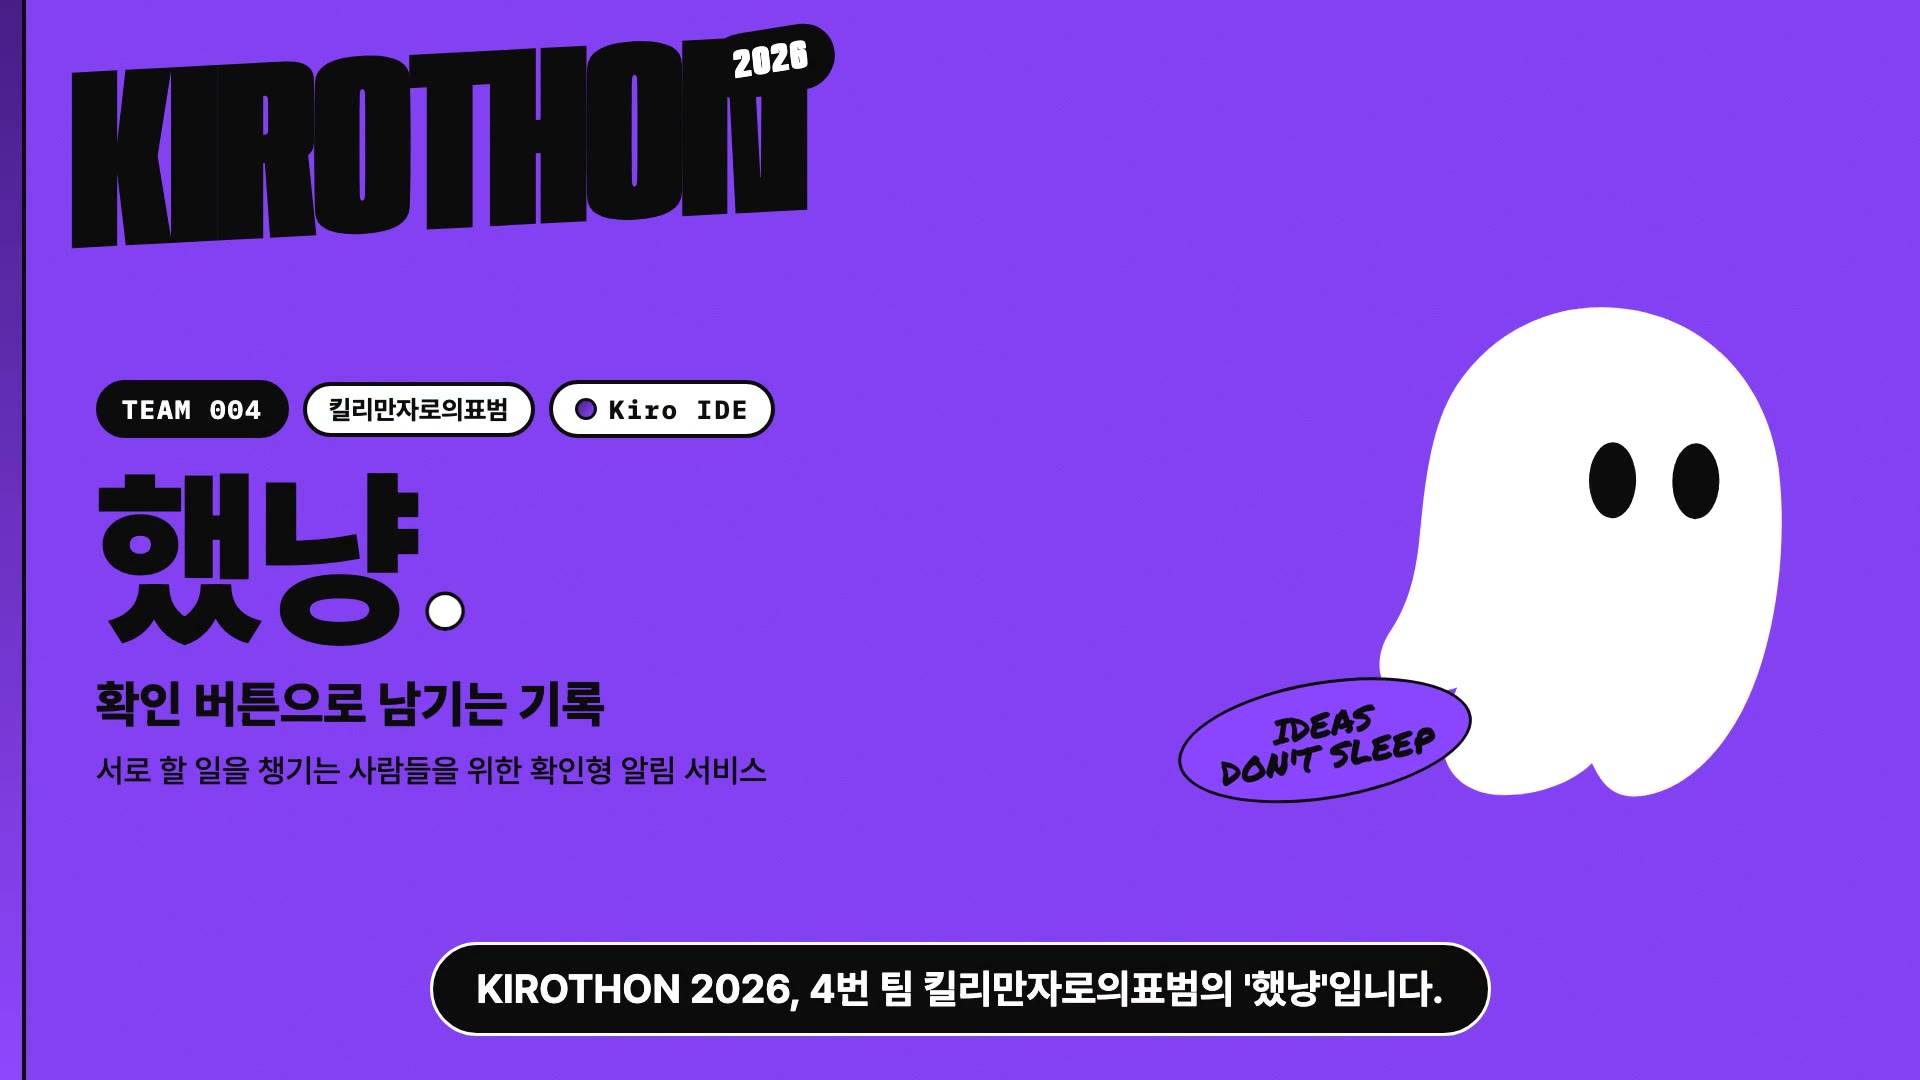 KIROTHON
2026
TEAM 004
킬리만자로의표범
Kiro IDE
했냥.
확인 버튼으로 남기는 기록
서로 할 일을 챙기는 사람들을 위한 확인형 알림 서비스
IDEAS
DON'T SLEEP
KIROTHON 2026, 4번 팀 킬리만자로의표범의 '했냥'입니다.